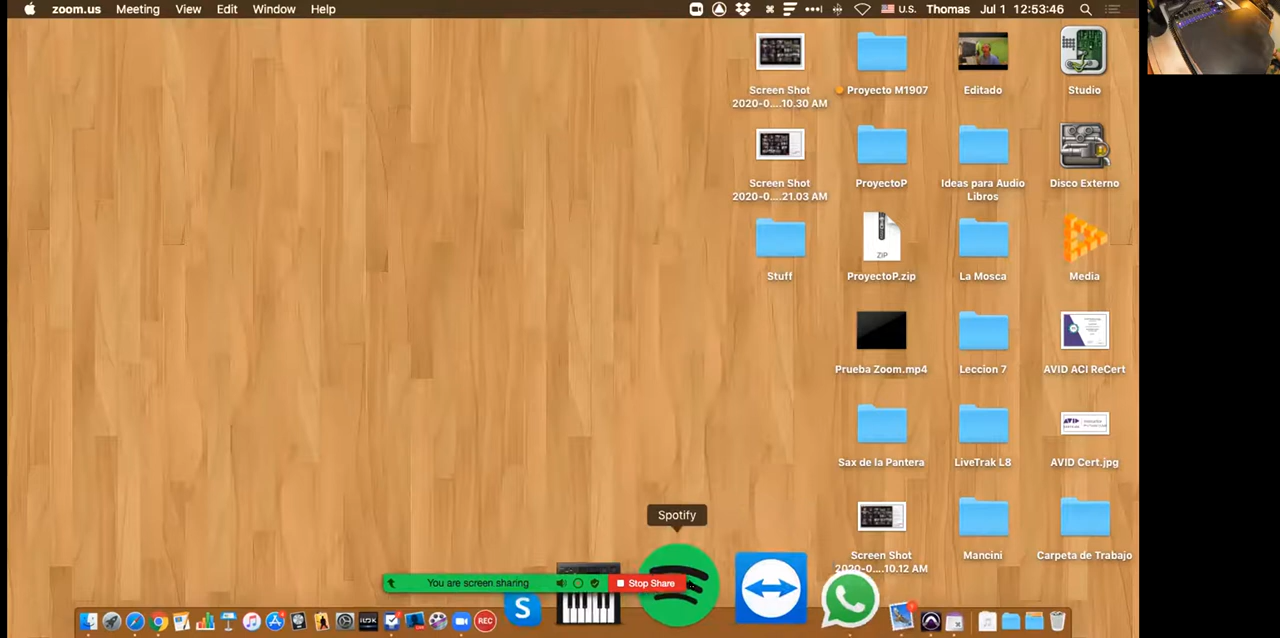 zoom.us Meeting View Edit Window Help U.S. Thomas Jul 1 12:53:46
Screen Shot
2020-0....10.30 AM
Proyecto M1907
Editado
Studio
Screen Shot
2020-0....21.03 AM
ProyectoP
Ideas para Audio
Libros
Disco Externo
Stuff
ZIP
ProyectoP.zip
La Mosca
Media
Prueba Zoom.mp4
Leccion 7
AVID ACI ReCert
Sax de la Pantera
LiveTrak L8
AVID
AVID Cert.jpg
Screen Shot
2020-0....10.12 AM
Mancini
Carpeta de Trabajo
Spotify
You are screen sharing Stop Share
S
REC